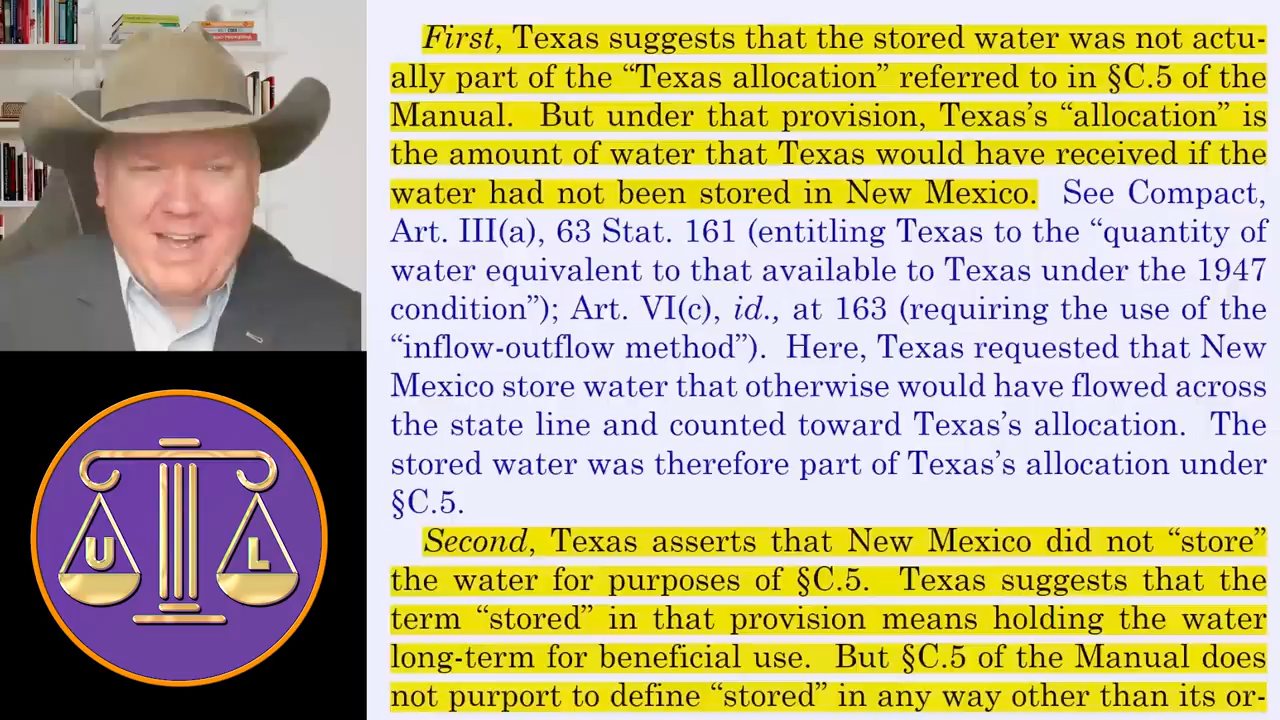 First, Texas suggests that the stored water was not actu-
ally part of the “Texas allocation” referred to in §C.5 of the
Manual. But under that provision, Texas’s “allocation” is
the amount of water that Texas would have received if the
water had not been stored in New Mexico. See Compact,
Art. III(a), 63 Stat. 161 (entitling Texas to the “quantity of
water equivalent to that available to Texas under the 1947
condition”); Art. VI(c), id., at 163 (requiring the use of the
“inflow-outflow method”). Here, Texas requested that New
Mexico store water that otherwise would have flowed across
the state line and counted toward Texas’s allocation. The
stored water was therefore part of Texas’s allocation under
§C.5.
Second, Texas asserts that New Mexico did not “store”
the water for purposes of §C.5. Texas suggests that the
term “stored” in that provision means holding the water
long-term for beneficial use. But §C.5 of the Manual does
not purport to define “stored” in any way other than its or-
U L